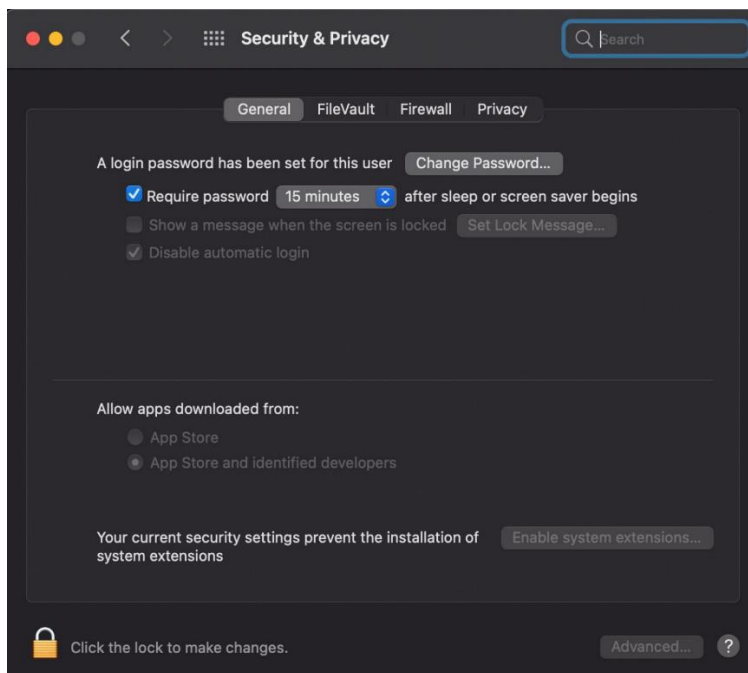 Security & Privacy
Search
General FileVault Firewall Privacy
A login password has been set for this user Change Password...
Require password 15 minutes after sleep or screen saver begins
Show a message when the screen is locked Set Lock Message...
Disable automatic login
Allow apps downloaded from:
App Store
App Store and identified developers
Your current security settings prevent the installation of Enable system extensions...
system extensions
Click the lock to make changes. Advanced... ?